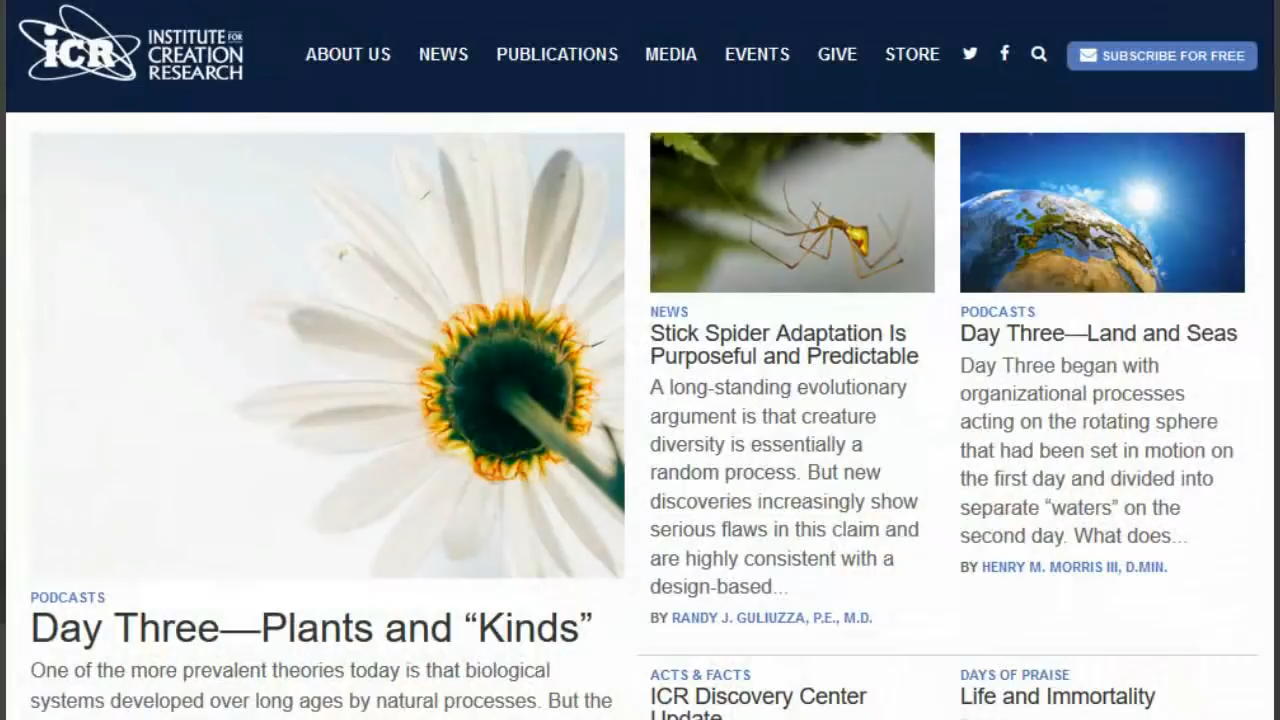 iCR INSTITUTE FOR CREATION RESEARCH
ABOUT US NEWS PUBLICATIONS MEDIA EVENTS GIVE STORE SUBSCRIBE FOR FREE
PODCASTS
Day Three—Plants and “Kinds”
One of the more prevalent theories today is that biological
systems developed over long ages by natural processes. But the
NEWS
Stick Spider Adaptation Is
Purposeful and Predictable
A long-standing evolutionary
argument is that creature
diversity is essentially a
random process. But new
discoveries increasingly show
serious flaws in this claim and
are highly consistent with a
design-based...
BY RANDY J. GULIUZZA, P.E., M.D.
PODCASTS
Day Three—Land and Seas
Day Three began with
organizational processes
acting on the rotating sphere
that had been set in motion on
the first day and divided into
separate “waters” on the
second day. What does...
BY HENRY M. MORRIS III, D.MIN.
ACTS & FACTS
ICR Discovery Center
Update
DAYS OF PRAISE
Life and Immortality